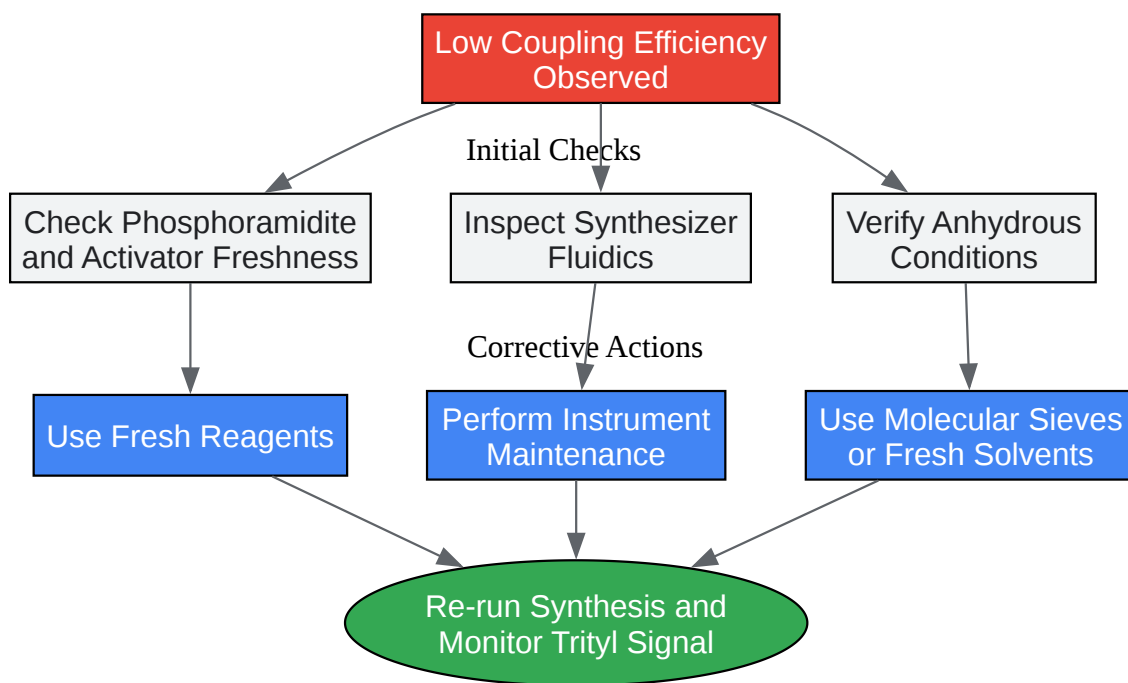 Low Coupling Efficiency
Observed
Initial Checks
Check Phosphoramidite
and Activator Freshness
Inspect Synthesizer
Fluidics
Verify Anhydrous
Conditions
Corrective Actions
Use Fresh Reagents
Perform Instrument
Maintenance
Use Molecular Sieves
or Fresh Solvents
Re-run Synthesis and
Monitor Trityl Signal